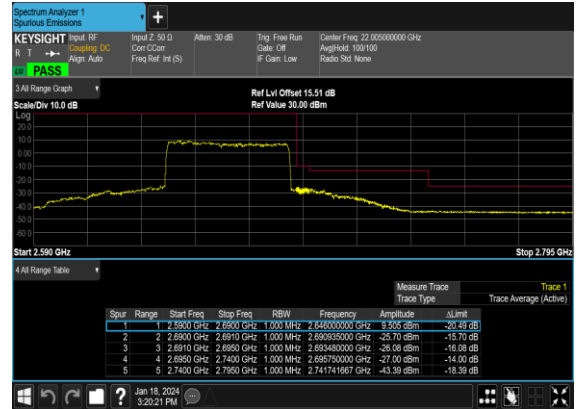 Spectrum Analyzer 1
Spurious Emissions
KEYSIGHT Input: RF Input Z: 50 Ω Atten: 30 dB Trig: Free Run Center Freq: 22.005000000 GHz
R T Coupling: DC Corr CCorr Gate: Off Avg|Hold: 100/100
Align: Auto Freq Ref: Int (S) IF Gain: Low Radio Std: None
PASS
3 All Range Graph
Ref Lvl Offset 15.51 dB
Scale/Div 10.0 dB Ref Value 30.00 dBm
Log
20.0
10.0
0.00
-10.0
-20.0
-30.0
-40.0
-50.0
-60.0
Start 2.590 GHz Stop 2.795 GHz
4 All Range Table
Measure Trace Trace 1
Trace Type Trace Average (Active)
Spur Range Start Freq Stop Freq RBW Frequency Amplitude ΔLimit
1 1 2.5900 GHz 2.6900 GHz 1.000 MHz 2.646000000 GHz 9.505 dBm -20.49 dB
2 2 2.6900 GHz 2.6910 GHz 1.000 MHz 2.690935000 GHz -25.70 dBm -15.70 dB
3 3 2.6910 GHz 2.6950 GHz 1.000 MHz 2.693480000 GHz -26.08 dBm -16.08 dB
4 4 2.6950 GHz 2.7400 GHz 1.000 MHz 2.695750000 GHz -27.00 dBm -14.00 dB
5 5 2.7400 GHz 2.7950 GHz 1.000 MHz 2.741741667 GHz -43.39 dBm -18.39 dB
Jan 18, 2024
3:20:21 PM